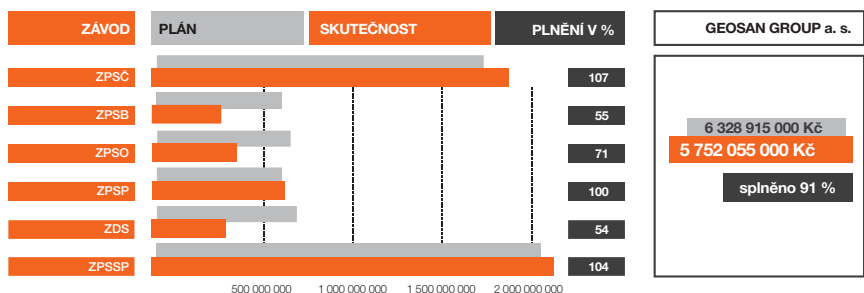 ZÁVOD PLÁN SKUTEČNOST PLNĚNÍ V % GEOSAN GROUP a. s.
ZPSČ 107
ZPSB 55
ZPSO 71
ZPSP 100
ZDS 54
ZPSSP 104
500 000 000 1 000 000 000 1 500 000 000 2 000 000 000
6 328 915 000 Kč
5 752 055 000 Kč
splněno 91 %